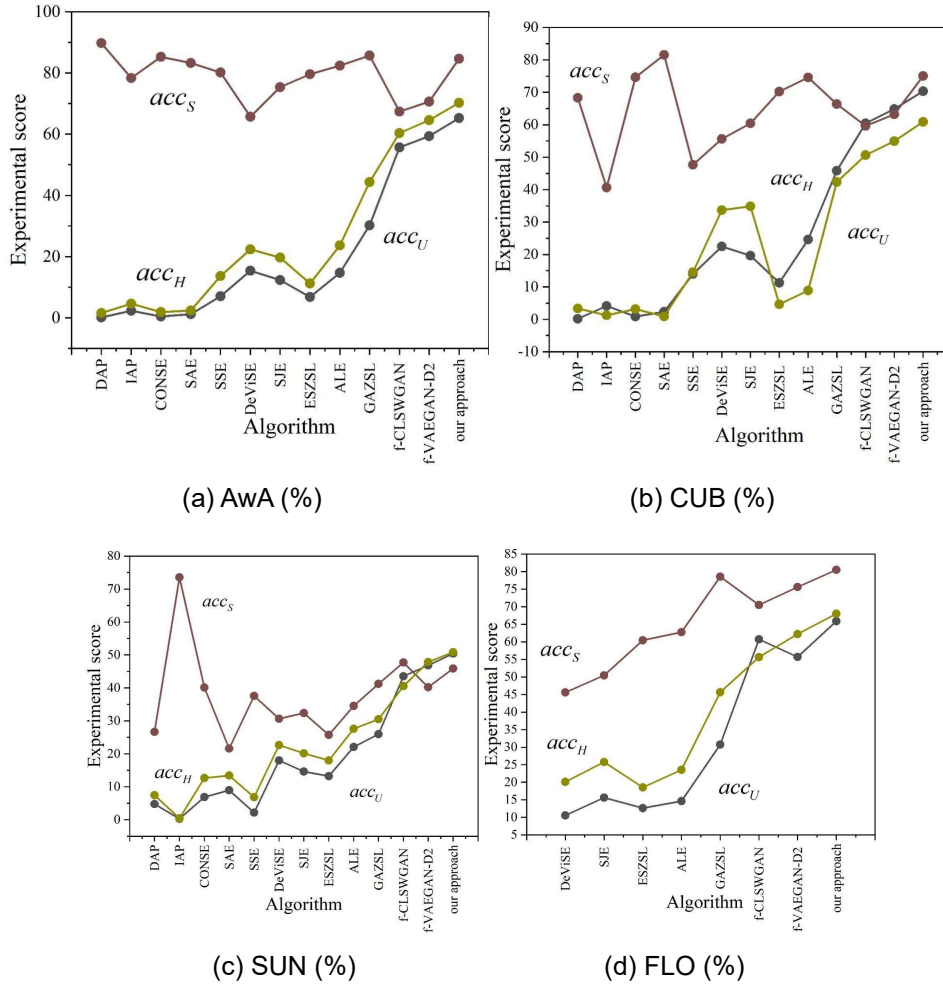 100
80
60
40
20
0
Experimental score
acc_S
acc_H
acc_U
DAP
IAP
CONSE
SAE
SSE
DeViSE
SJE
ESZSL
ALE
GAZSL
f-CLSWGAN
f-VAEGAN-D2
our approach
Algorithm
(a) AwA (%)
90
80
70
60
50
40
30
20
10
0
-10
Experimental score
acc_S
acc_H
acc_U
DAP
IAP
CONSE
SAE
SSE
DeViSE
SJE
ESZSL
ALE
GAZSL
f-CLSWGAN
f-VAEGAN-D2
our approach
Algorithm
(b) CUB (%)
80
70
60
50
40
30
20
10
0
Experimental score
acc_S
acc_H
acc_U
DAP
IAP
CONSE
SAE
SSE
DeViSE
SJE
ESZSL
ALE
GAZSL
f-CLSWGAN
f-VAEGAN-D2
our approach
Algorithm
(c) SUN (%)
85
80
75
70
65
60
55
50
45
40
35
30
25
20
15
10
5
Experimental score
acc_S
acc_H
acc_U
DeViSE
SJE
ESZSL
ALE
GAZSL
f-CLSWGAN
f-VAEGAN-D2
our approach
Algorithm
(d) FLO (%)